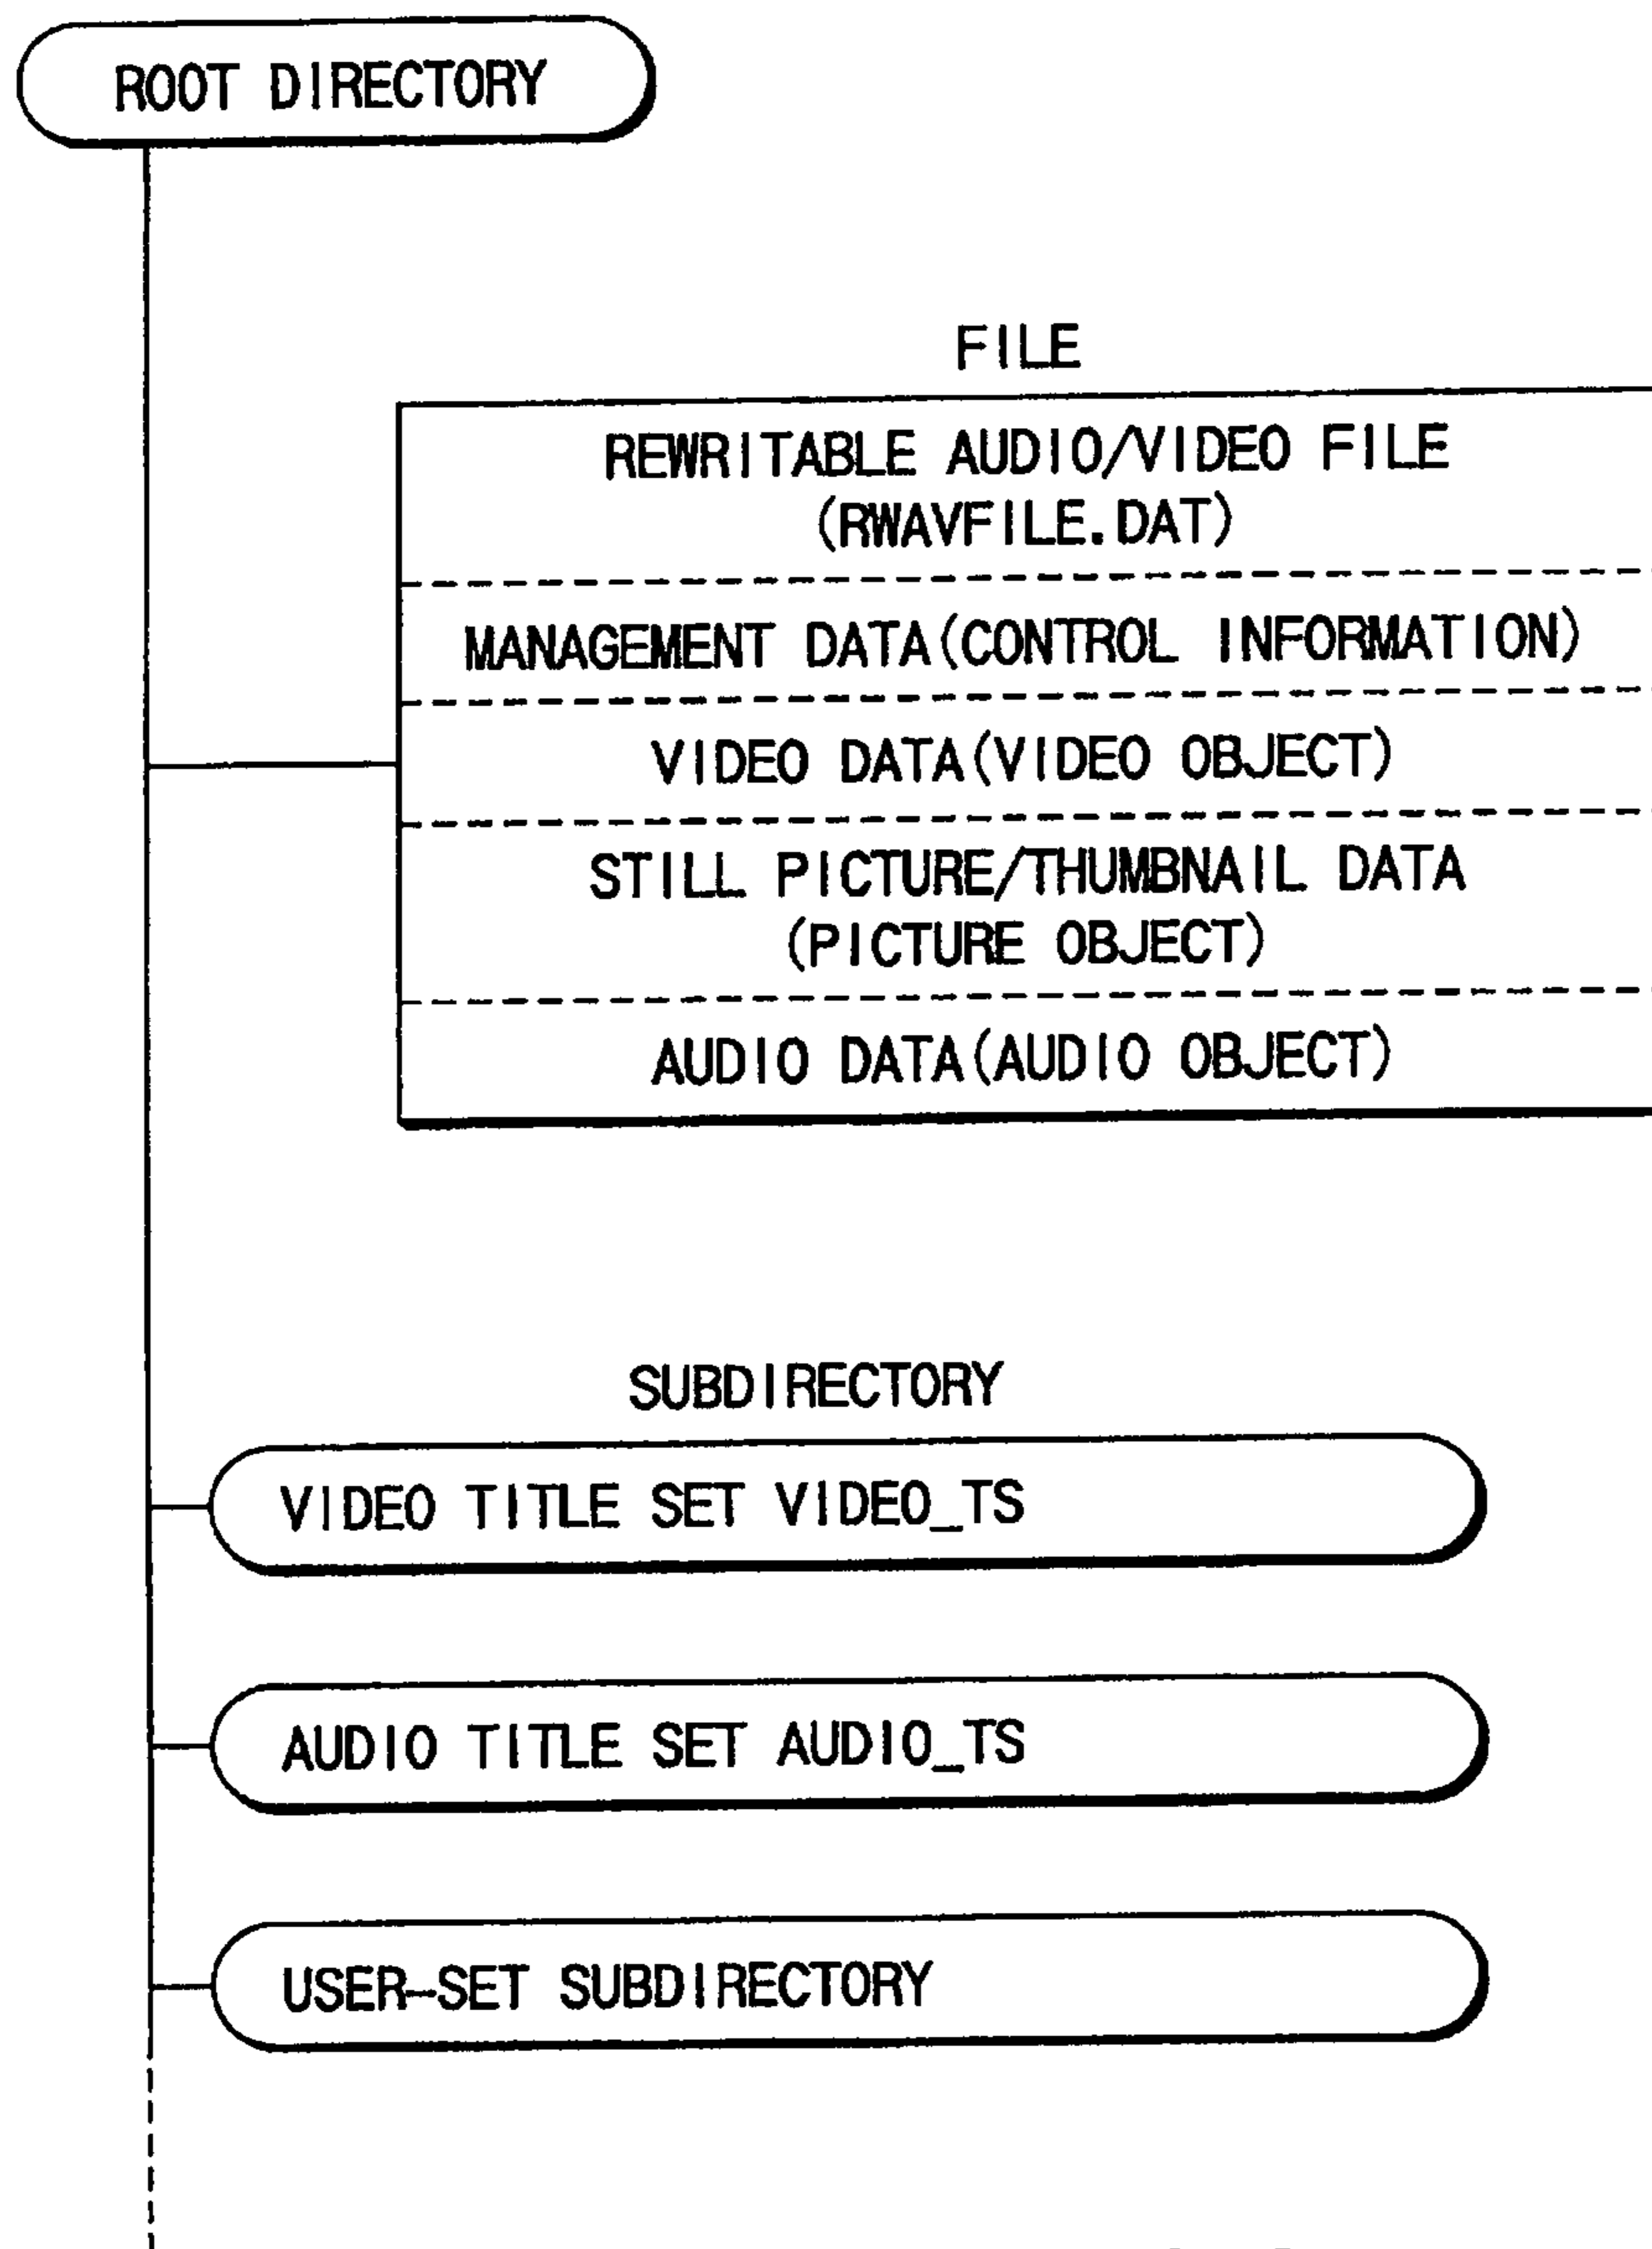 ROOT DIRECTORY
FILE
REWRITABLE AUDIO/VIDEO FILE
(RWAVFILE.DAT)
MANAGEMENT DATA(CONTROL INFORMATION)
VIDEO DATA(VIDEO OBJECT)
STILL PICTURE/THUMBNAIL DATA
(PICTURE OBJECT)
AUDIO DATA(AUDIO OBJECT)
SUBDIRECTORY
VIDEO TITLE SET VIDEO_TS
AUDIO TITLE SET AUDIO_TS
USER-SET SUBDIRECTORY